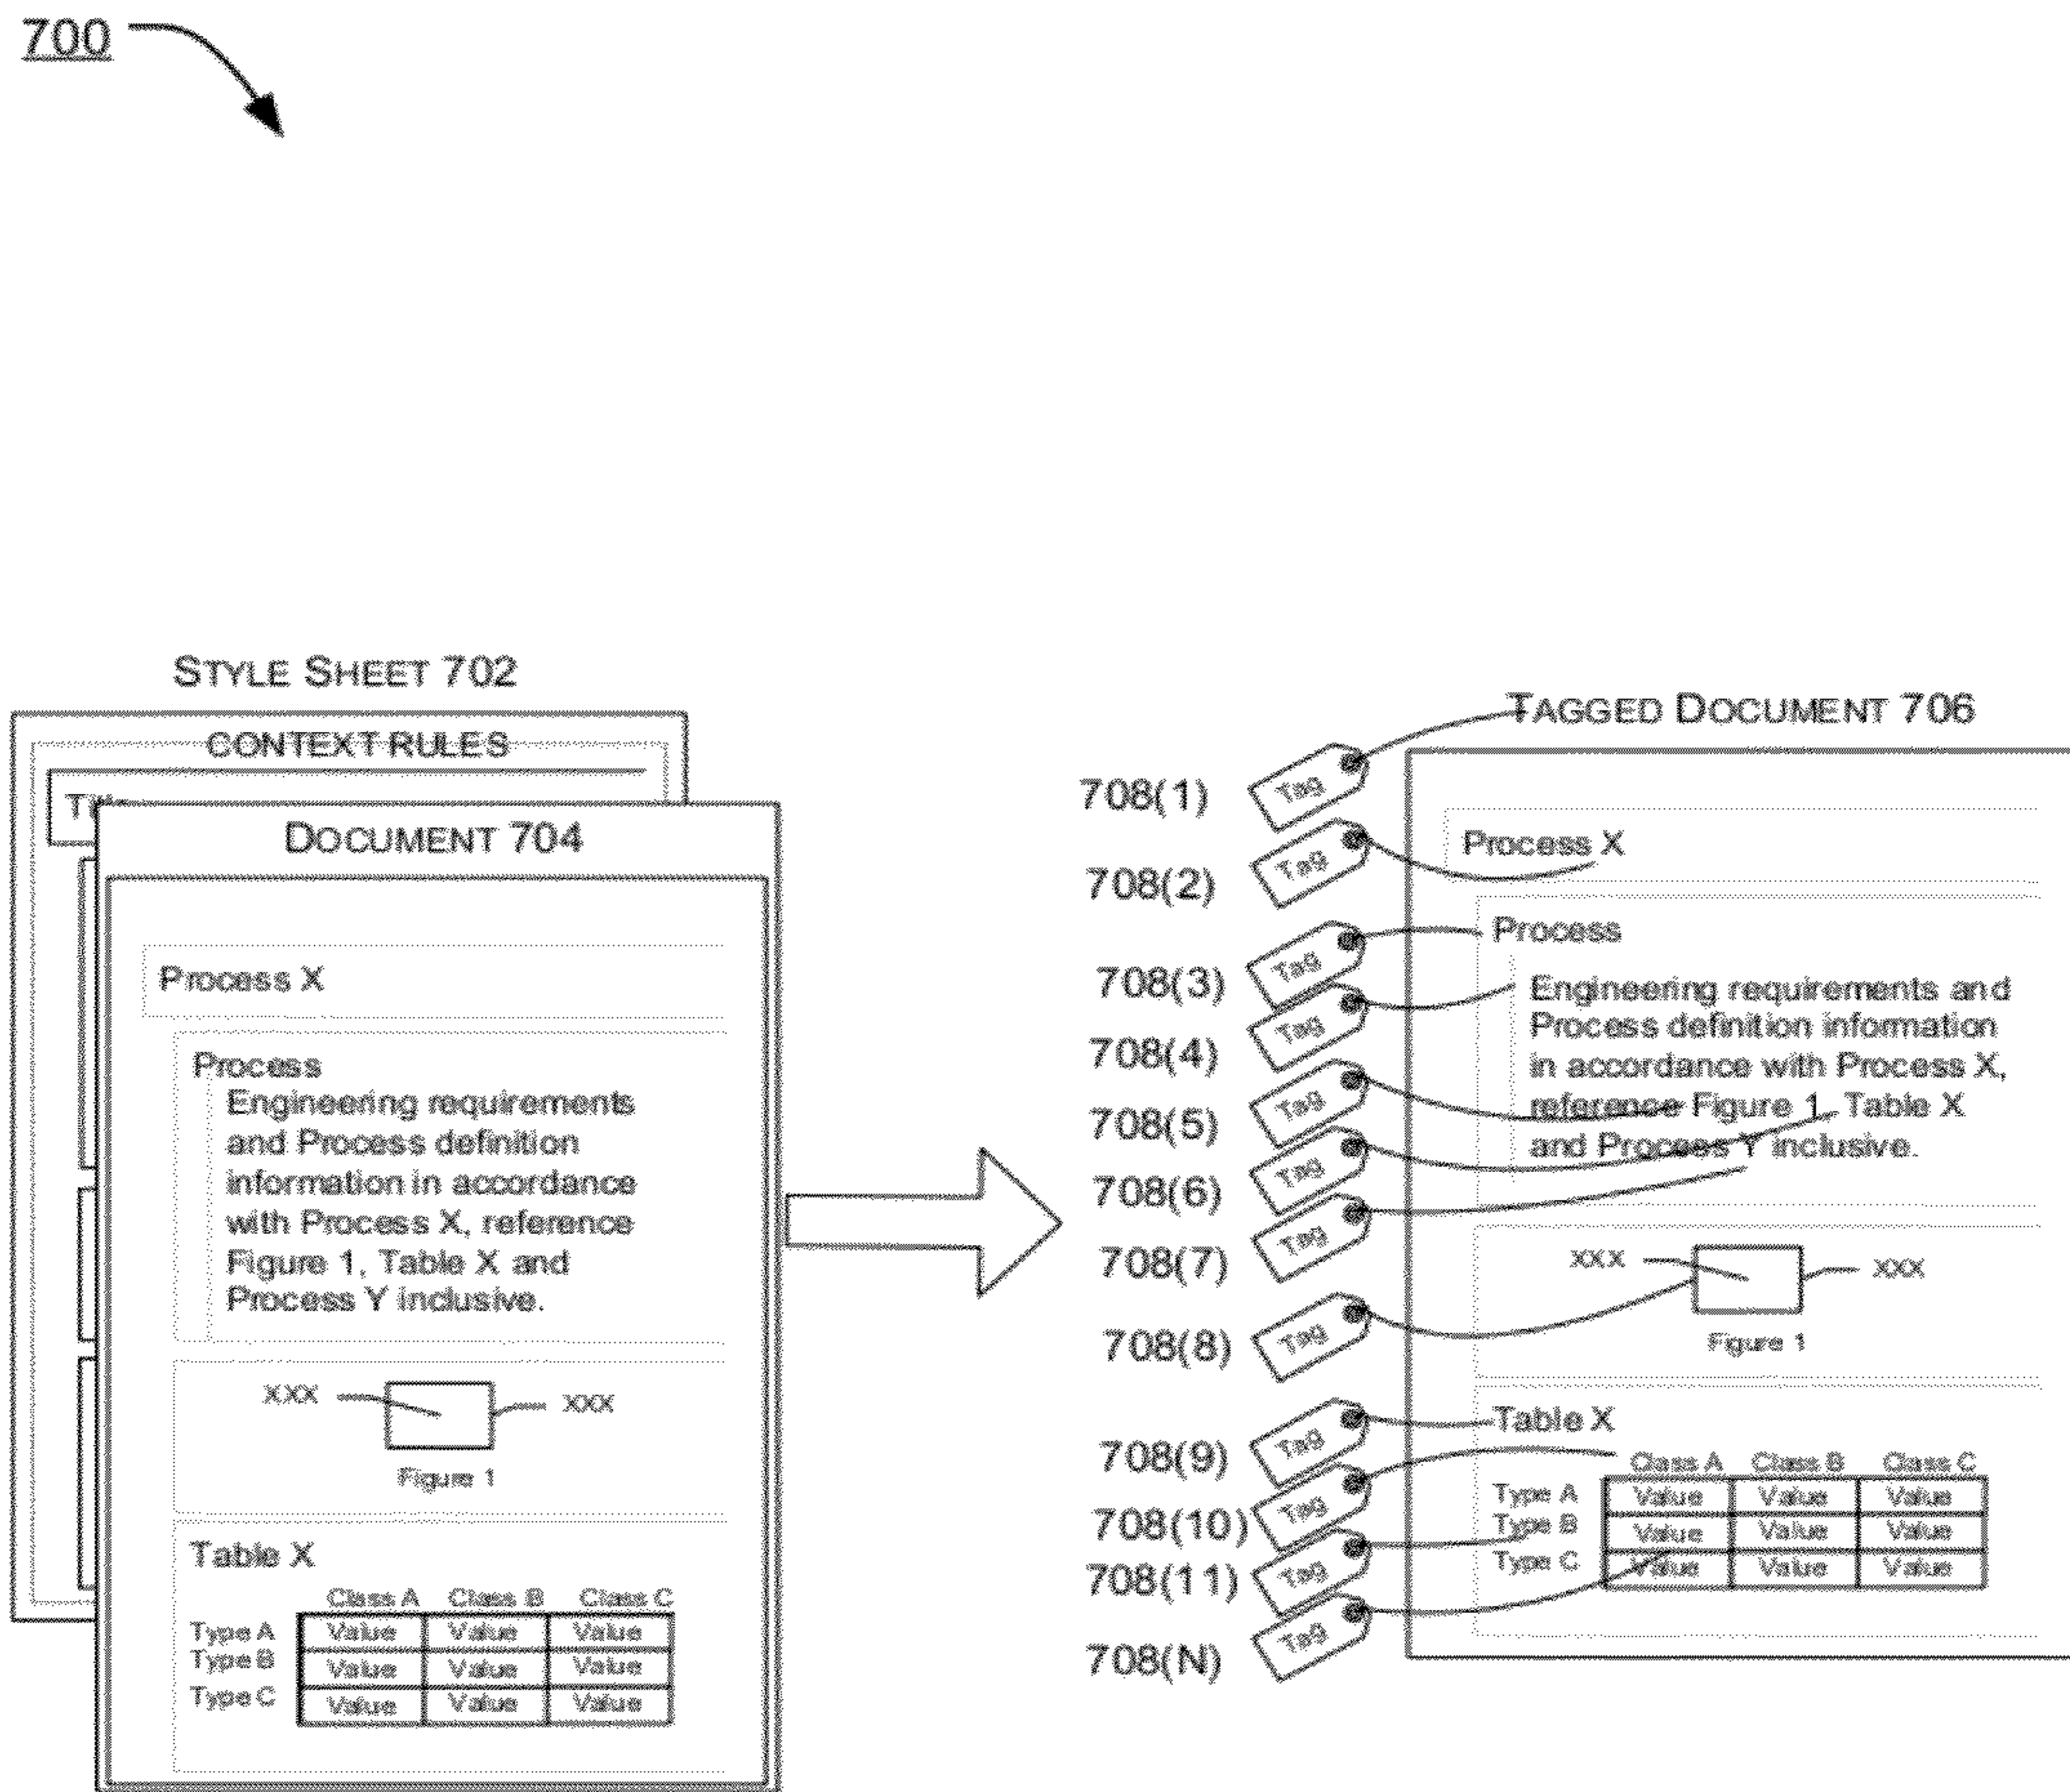 700
STYLE SHEET 702
CONTEXT RULES
DOCUMENT 704
Process X
Process
Engineering requirements
and Process definition
information in accordance
with Process X, reference
Figure 1, Table X and
Process Y inclusive.
XXX XXX
Figure 1
Table X
Class A Class B Class C
Type A Value Value Value
Type B Value Value Value
Type C Value Value Value
TAGGED DOCUMENT 706
708(1) Tag
708(2) Tag
708(3) Tag
708(4) Tag
708(5) Tag
708(6) Tag
708(7) Tag
708(8) Tag
708(9) Tag
708(10) Tag
708(11) Tag
708(N) Tag
Process X
Process
Engineering requirements and
Process definition information
in accordance with Process X,
reference Figure 1, Table X
and Process Y inclusive.
XXX XXX
Figure 1
Table X
Class A Class B Class C
Type A Value Value Value
Type B Value Value Value
Type C Value Value Value